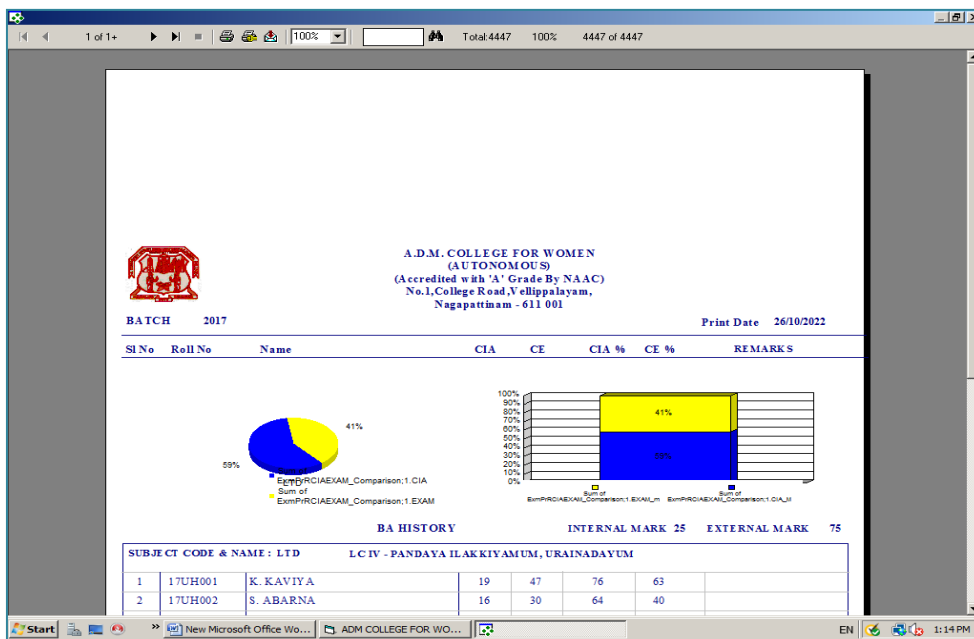 1 of 1+ 100% Total:4447 100% 4447 of 4447
A.D.M. COLLEGE FOR WOMEN
(AUTONOMOUS)
(Accredited with 'A' Grade By NAAC)
No.1,College Road,Vellippalayam,
Nagapattinam - 611 001
BATCH 2017 Print Date 26/10/2022
Sl No Roll No Name CIA CE CIA % CE % REMARKS
41%
59%
Sum of
ExmPrRCIAEXAM_Comparison;1.CIA
LTD
Sum of
ExmPrRCIAEXAM_Comparison;1.EXAM
100%
90%
80%
70%
60%
50%
40%
30%
20%
10%
0%
41%
Sum of
ExmPrRCIAEXAM_Comparison;1.EXAM_m
Sum of
ExmPrRCIAEXAM_Comparison;1.CIA_M
BA HISTORY INTERNAL MARK 25 EXTERNAL MARK 75
SUBJECT CODE & NAME : LTD LC IV - PANDAYA ILAKKIYAMUM, URAINADAYUM
1 17UH001 K. KAVIYA 19 47 76 63
2 17UH002 S. ABARNA 16 30 64 40
Start » New Microsoft Office Wo... ADM COLLEGE FOR WO... EN 1:14 PM